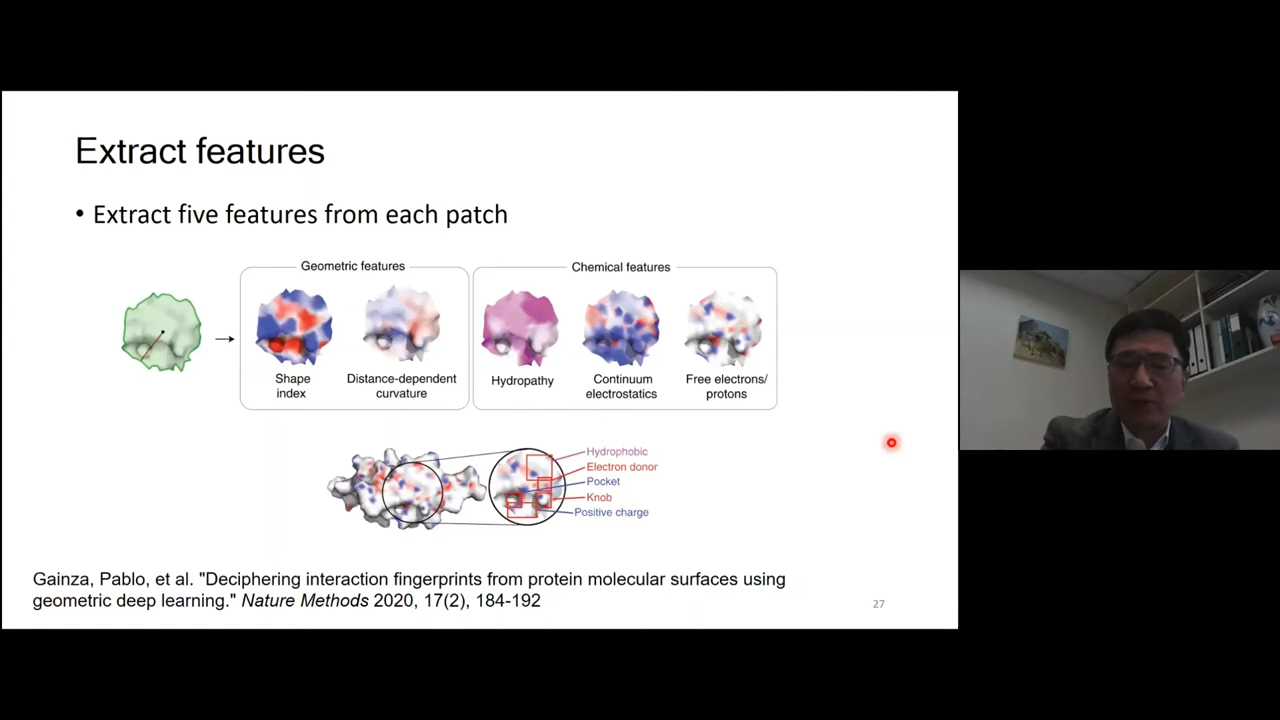 Extract features
• Extract five features from each patch
Geometric features
Chemical features
Shape
index
Distance-dependent
curvature
Hydropathy
Continuum
electrostatics
Free electrons/
protons
Hydrophobic
Electron donor
Pocket
Knob
Positive charge
Gainza, Pablo, et al. "Deciphering interaction fingerprints from protein molecular surfaces using
geometric deep learning." Nature Methods 2020, 17(2), 184-192
27